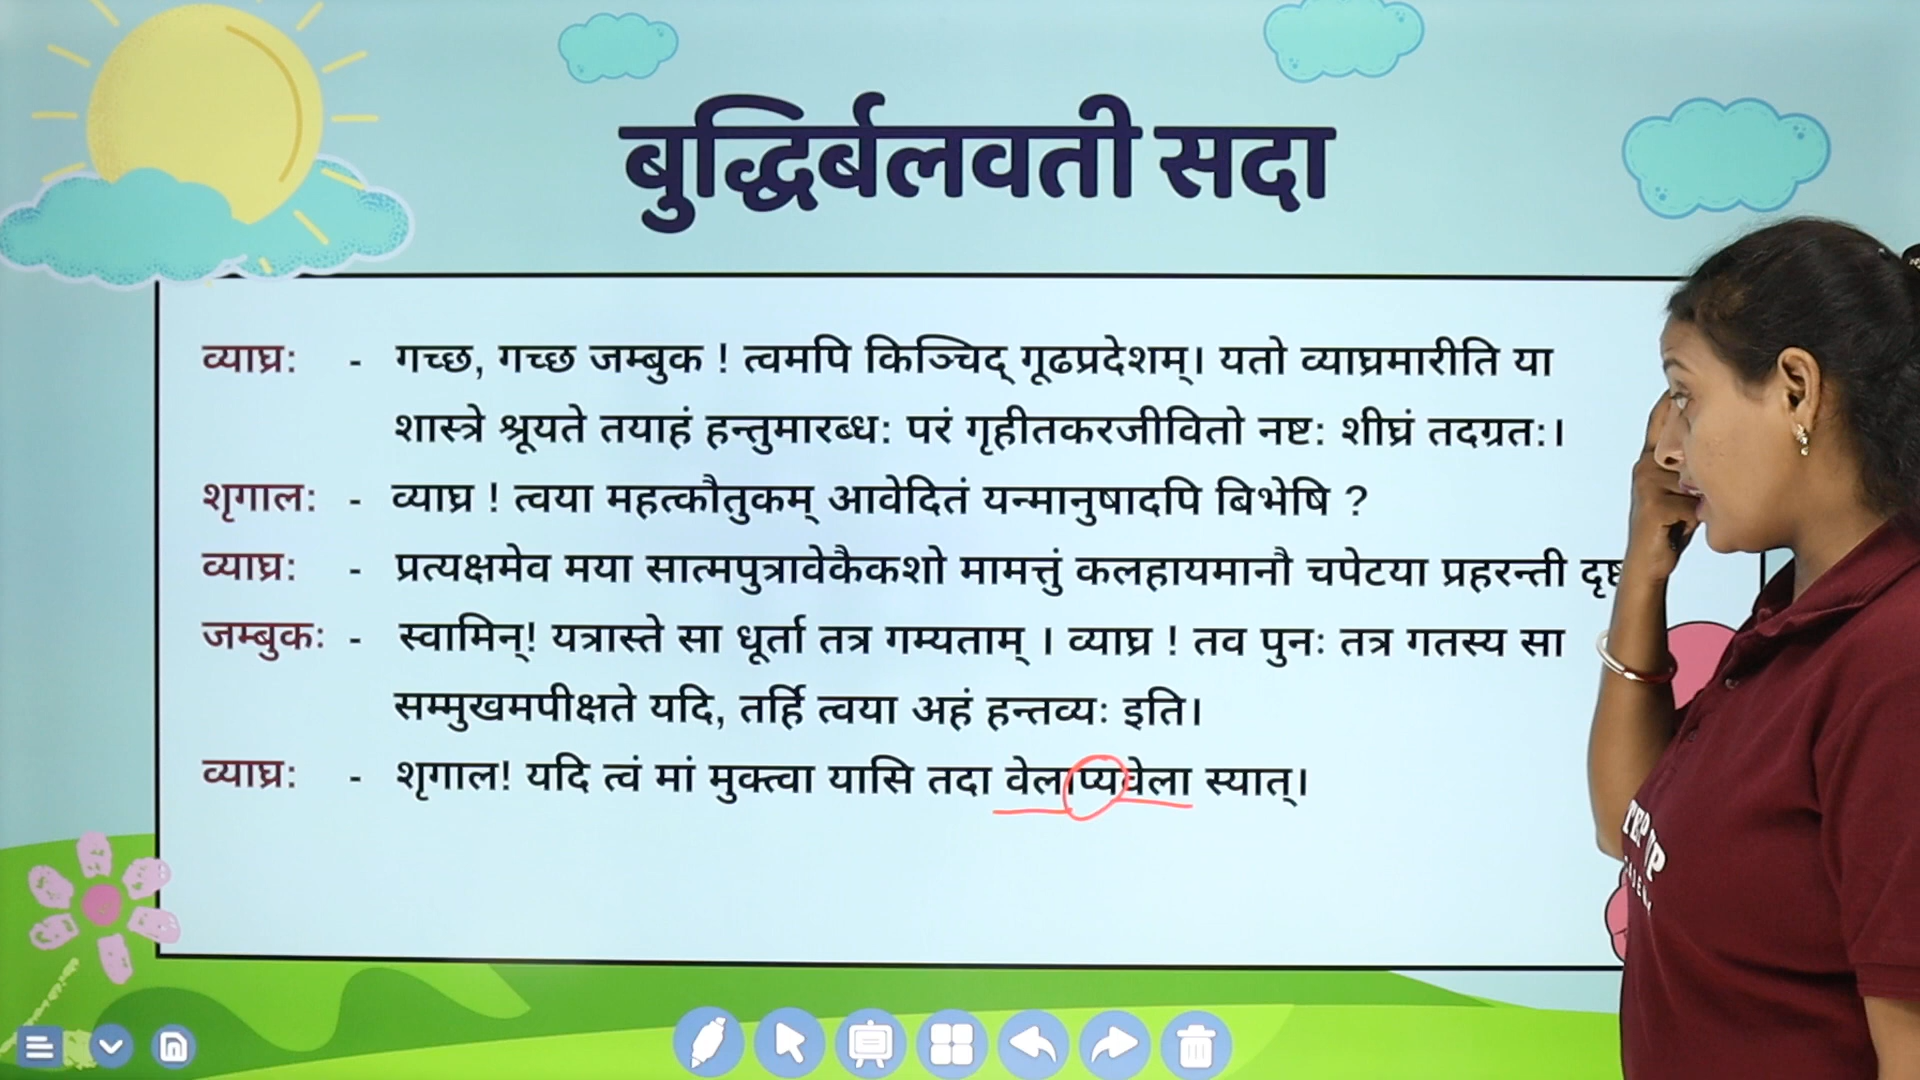 बुद्धिर्बलवती सदा
व्याघ्रः - गच्छ, गच्छ जम्बुक ! त्वमपि किञ्चिद् गूढप्रदेशम्। यतो व्याघ्रमारीति या
शास्त्रे श्रूयते तयाहं हन्तुमारब्धः परं गृहीतकरजीवितो नष्टः शीघ्रं तदग्रतः।
शृगालः - व्याघ्र ! त्वया महत्कौतुकम् आवेदितं यन्मानुषादपि बिभेषि ?
व्याघ्रः - प्रत्यक्षमेव मया सात्मपुत्रावेकैकशो मामत्तुं कलहायमानौ चपेटया प्रहरन्ती
जम्बुकः - स्वामिन्! यत्रास्ते सा धूर्ता तत्र गम्यताम् । व्याघ्र ! तव पुनः तत्र गतस्य सा
सम्मुखमपीक्षते यदि, तर्हि त्वया अहं हन्तव्यः इति।
व्याघ्रः - शृगाल! यदि त्वं मां मुक्त्वा यासि तदा वेलाप्यवेला स्यात्।